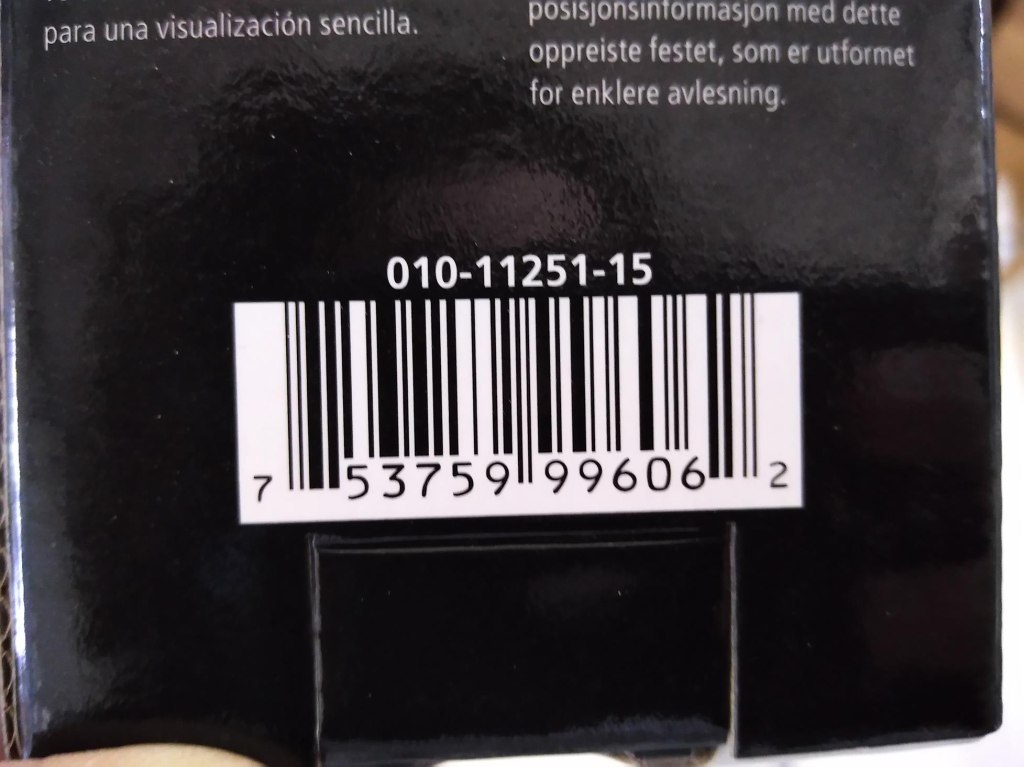 para una visualización sencilla.
posisjonsinformasjon med dette
oppreiste festet, som er utformet
for enklere avlesning.
010-11251-15
7 53759 99606 2